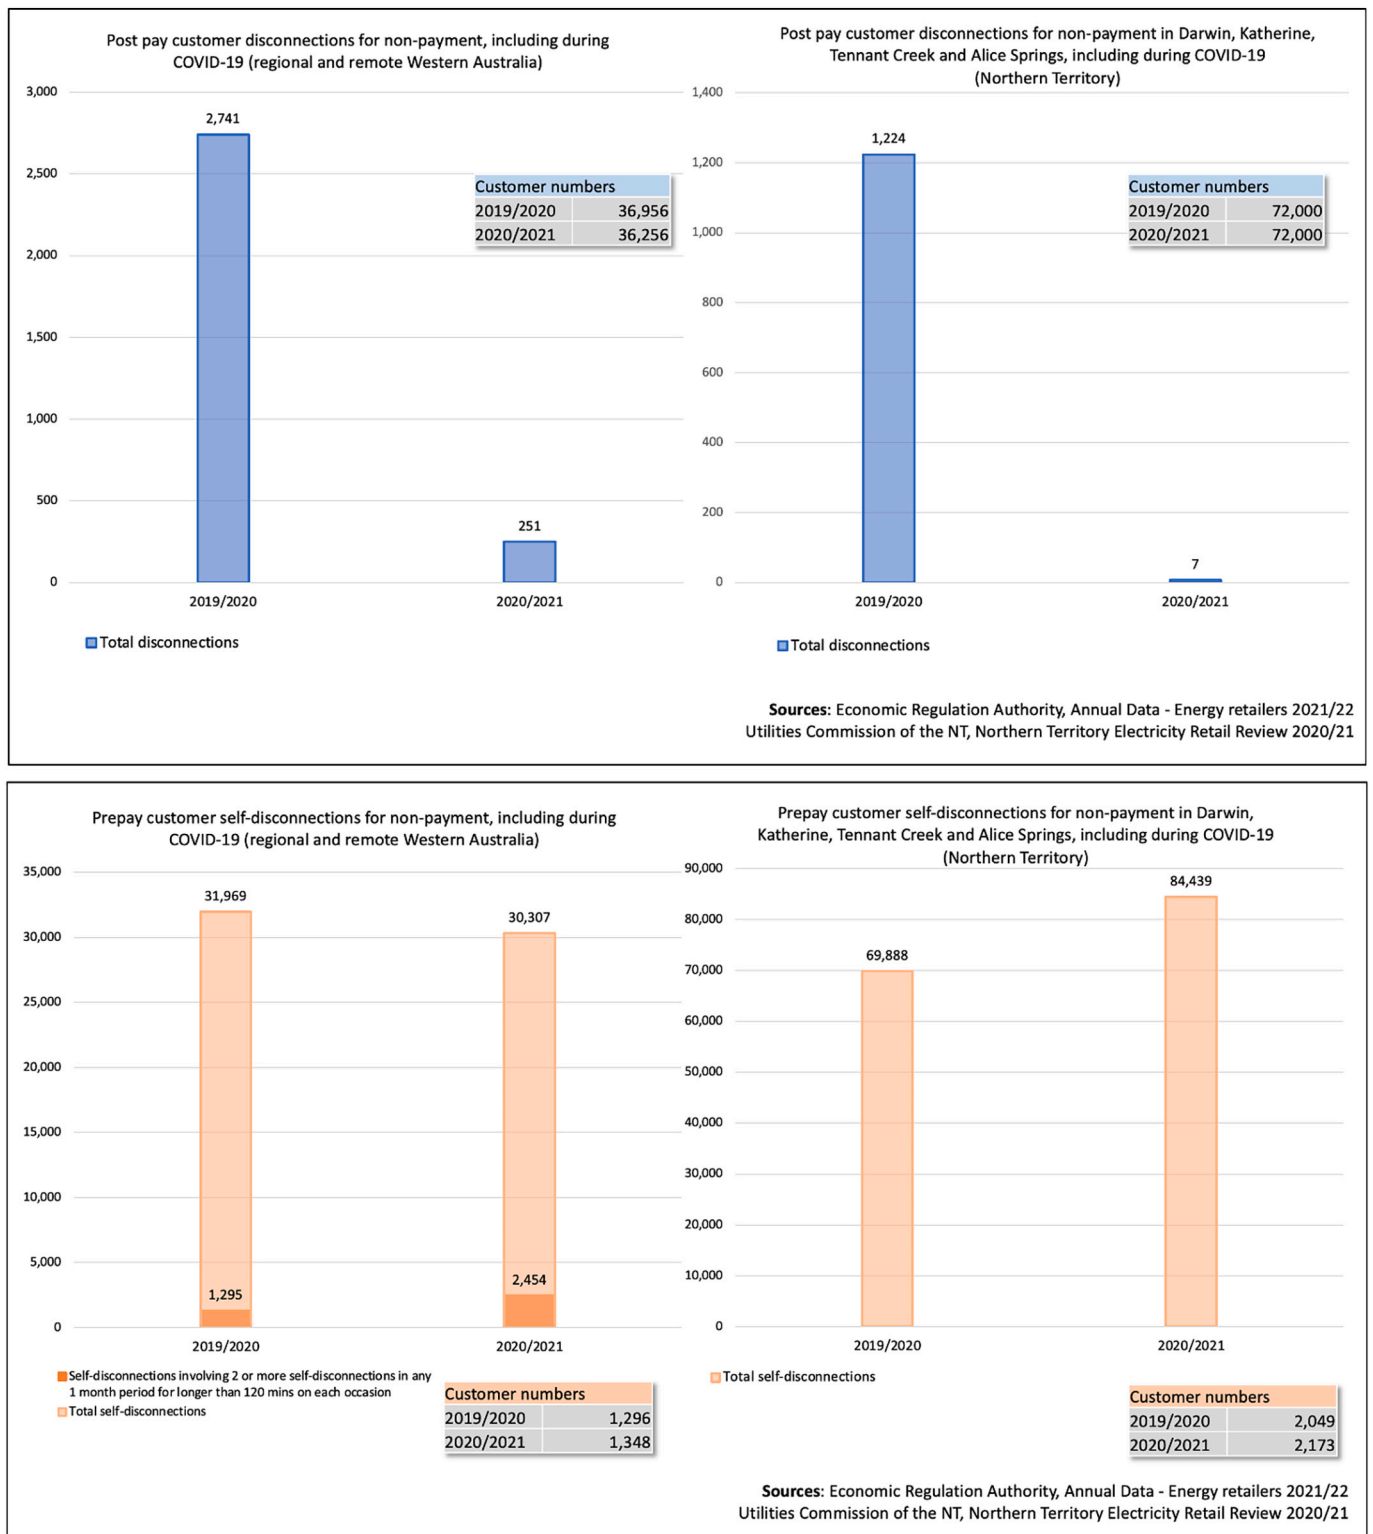 Post pay customer disconnections for non-payment, including during
COVID-19 (regional and remote Western Australia)
3,000
2,500
2,000
1,500
1,000
500
0
2,741
251
2019/2020
2020/2021
Customer numbers
2019/2020 36,956
2020/2021 36,256
Total disconnections
Post pay customer disconnections for non-payment in Darwin, Katherine,
Tennant Creek and Alice Springs, including during COVID-19
(Northern Territory)
1,400
1,200
1,000
800
600
400
200
0
1,224
7
2019/2020
2020/2021
Customer numbers
2019/2020 72,000
2020/2021 72,000
Total disconnections
Sources: Economic Regulation Authority, Annual Data - Energy retailers 2021/22
Utilities Commission of the NT, Northern Territory Electricity Retail Review 2020/21
Prepay customer self-disconnections for non-payment, including during
COVID-19 (regional and remote Western Australia)
35,000
30,000
25,000
20,000
15,000
10,000
5,000
0
31,969
1,295
30,307
2,454
2019/2020
2020/2021
Self-disconnections involving 2 or more self-disconnections in any
1 month period for longer than 120 mins on each occasion
Total self-disconnections
Customer numbers
2019/2020 1,296
2020/2021 1,348
Prepay customer self-disconnections for non-payment in Darwin,
Katherine, Tennant Creek and Alice Springs, including during COVID-19
(Northern Territory)
90,000
80,000
70,000
60,000
50,000
40,000
30,000
20,000
10,000
0
69,888
84,439
2019/2020
2020/2021
Total self-disconnections
Customer numbers
2019/2020 2,049
2020/2021 2,173
Sources: Economic Regulation Authority, Annual Data - Energy retailers 2021/22
Utilities Commission of the NT, Northern Territory Electricity Retail Review 2020/21